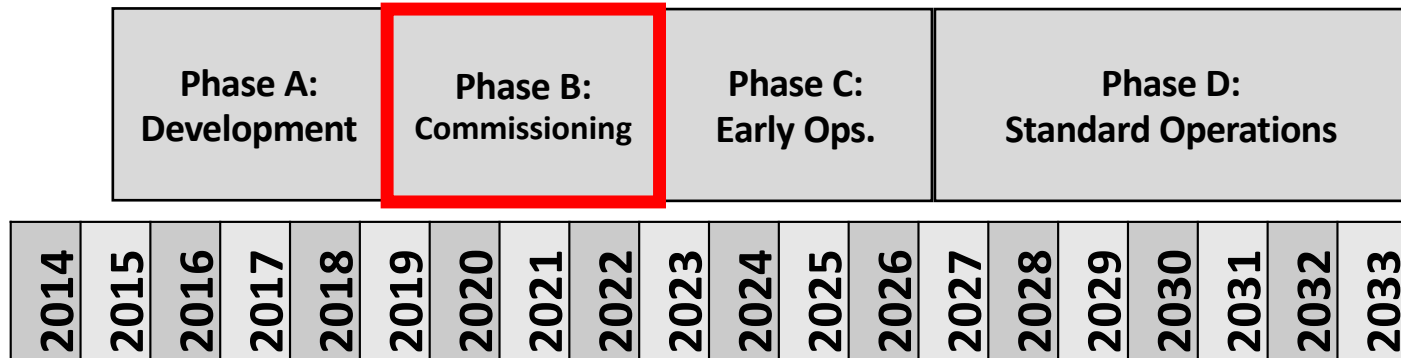 Phase A:
Development
Phase B:
Commissioning
Phase C:
Early Ops.
Phase D:
Standard Operations
2014
2015
2016
2017
2018
2019
2020
2021
2022
2023
2024
2025
2026
2027
2028
2029
2030
2031
2032
2033